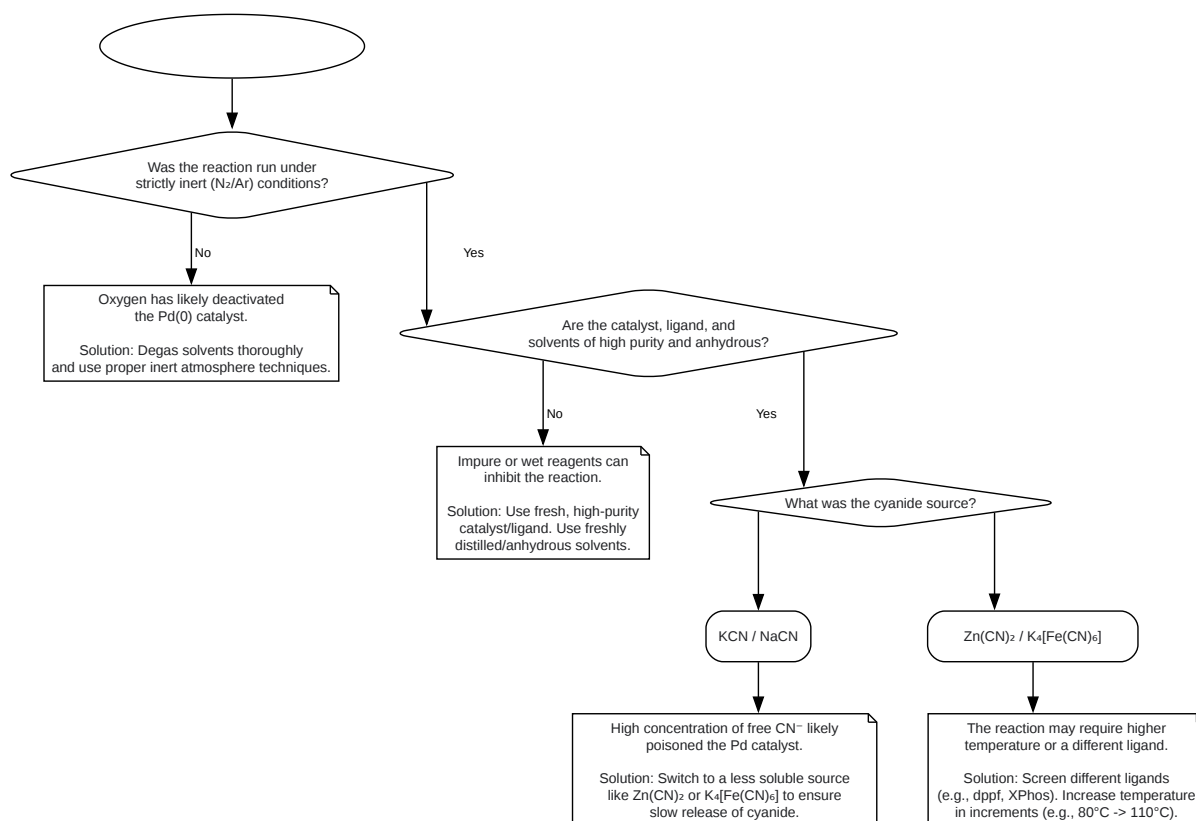 Was the reaction run under
strictly inert (N₂/Ar) conditions?
No
Yes
Oxygen has likely deactivated
the Pd(0) catalyst.
Solution: Degas solvents thoroughly
and use proper inert atmosphere techniques.
Are the catalyst, ligand, and
solvents of high purity and anhydrous?
No
Yes
Impure or wet reagents can
inhibit the reaction.
Solution: Use fresh, high-purity
catalyst/ligand. Use freshly
distilled/anhydrous solvents.
What was the cyanide source?
KCN / NaCN
Zn(CN)₂ / K₄[Fe(CN)₆]
High concentration of free CN⁻ likely
poisoned the Pd catalyst.
Solution: Switch to a less soluble source
like Zn(CN)₂ or K₄[Fe(CN)₆] to ensure
slow release of cyanide.
The reaction may require higher
temperature or a different ligand.
Solution: Screen different ligands
(e.g., dppf, XPhos). Increase temperature
in increments (e.g., 80°C -> 110°C).